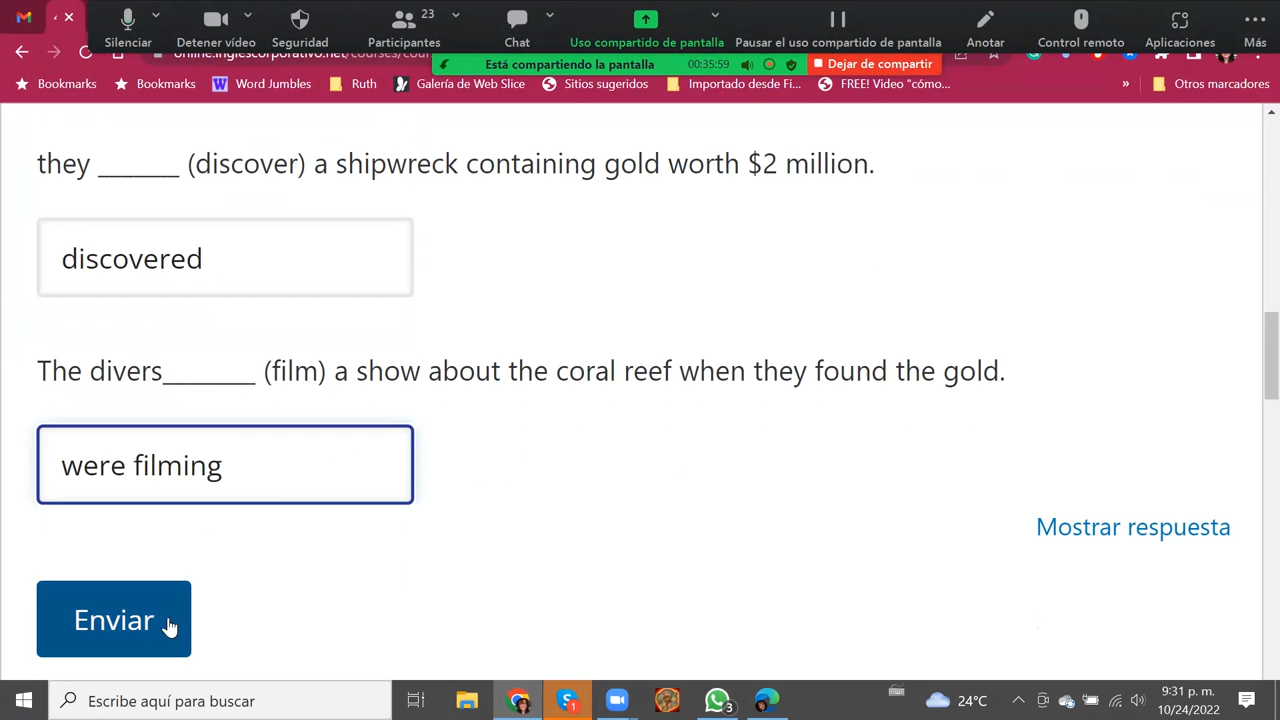 Silenciar
Detener vídeo
Seguridad
23
Participantes
Chat
Uso compartido de pantalla
Pausar el uso compartido de pantalla
Anotar
Control remoto
Aplicaciones
Más
Está compartiendo la pantalla
00:35:59
Dejar de compartir
Bookmarks
Bookmarks
Word Jumbles
Ruth
Galería de Web Slice
Sitios sugeridos
Importado desde Fi...
FREE! Video "cómo...
»
Otros marcadores
they _______ (discover) a shipwreck containing gold worth $2 million.
discovered
The divers_______ (film) a show about the coral reef when they found the gold.
were filming
Mostrar respuesta
Enviar
Escribe aquí para buscar
1
3
24°C
9:31 p. m.
10/24/2022